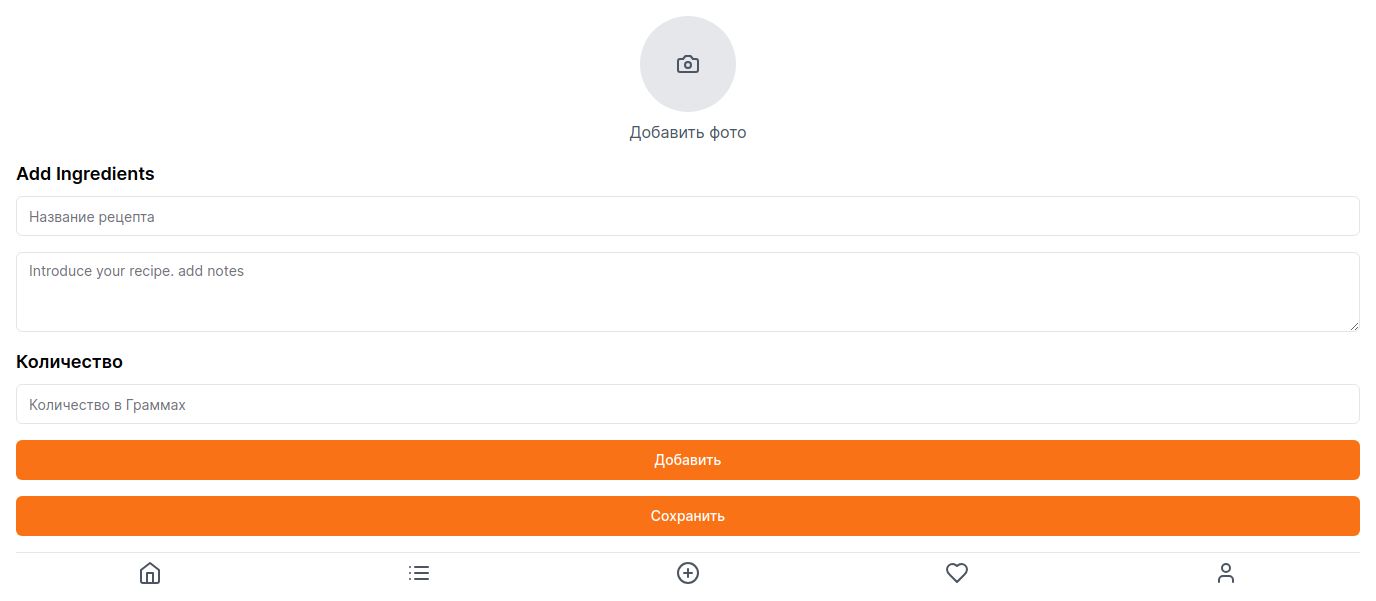 Добавить фото
Add Ingredients
Название рецепта
Introduce your recipe. add notes
Количество
Количество в Граммах
Добавить
Сохранить